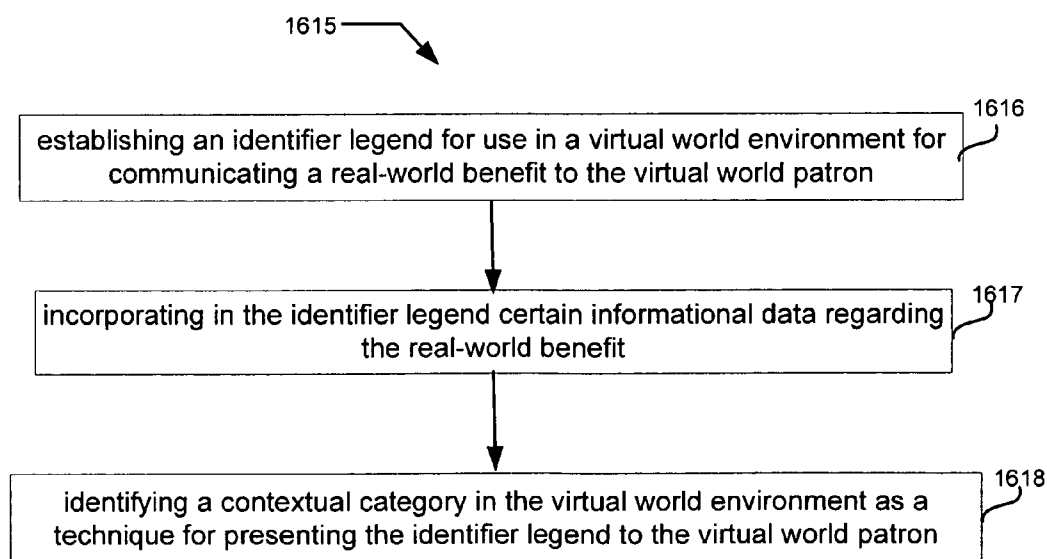 1615
1616
establishing an identifier legend for use in a virtual world environment for
communicating a real-world benefit to the virtual world patron
1617
incorporating in the identifier legend certain informational data regarding
the real-world benefit
1618
identifying a contextual category in the virtual world environment as a
technique for presenting the identifier legend to the virtual world patron